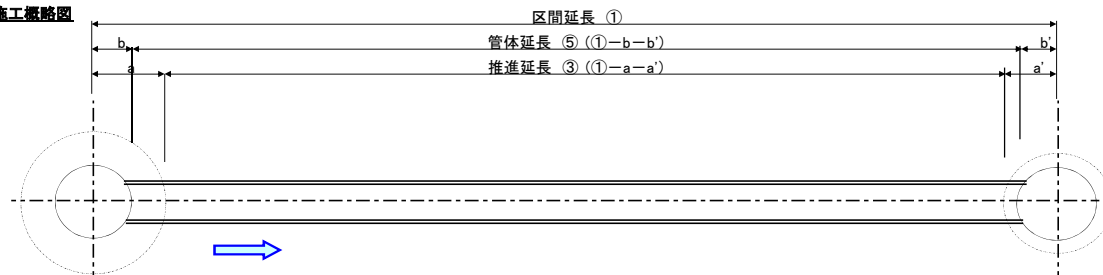 施工概略図
区間延長 ①
b 管体延長 ⑤ (①-b-b') b'
a 推進延長 ③ (①-a-a') a'